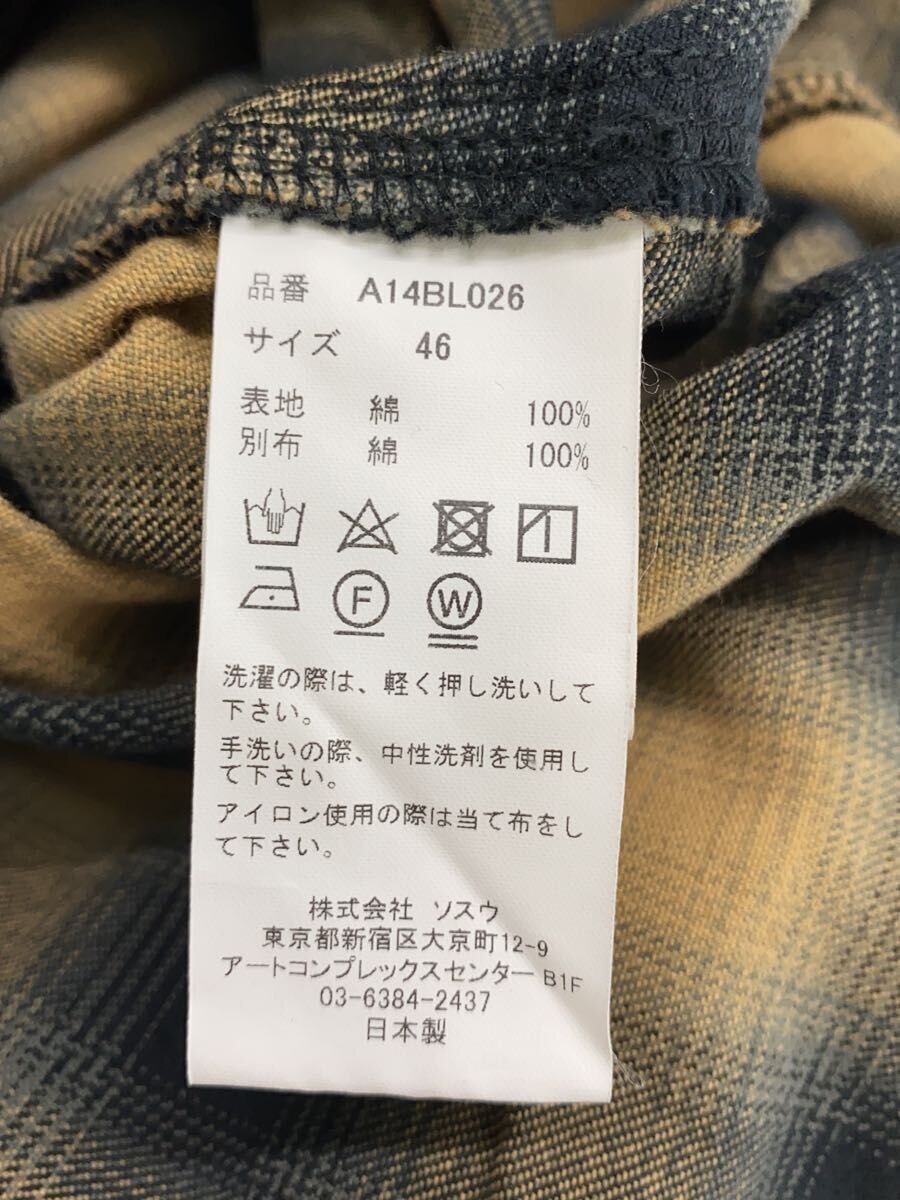 品番 A14BL026
サイズ 46
表地 綿 100%
別布 綿 100%
F W
洗濯の際は、軽く押し洗いして
下さい。
手洗いの際、中性洗剤を使用し
て下さい。
アイロン使用の際は当て布をし
て下さい。
株式会社 ソスウ
東京都新宿区大京町12-9
アートコンプレックスセンター B1F
03-6384-2437
日本製